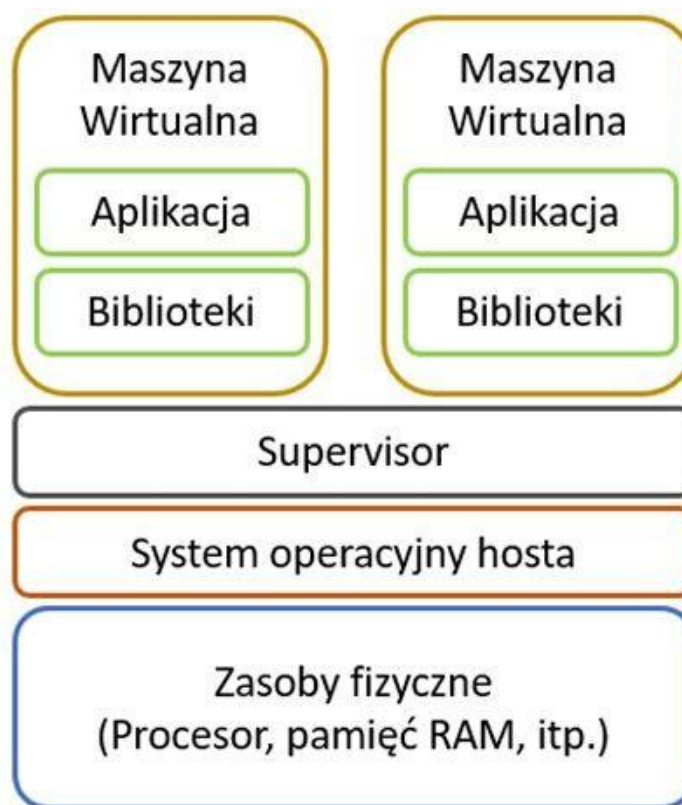 Maszyna
Wirtualna
Aplikacja
Biblioteki
Maszyna
Wirtualna
Aplikacja
Biblioteki
Supervisor
System operacyjny hosta
Zasoby fizyczne
(Procesor, pamięć RAM, itp.)